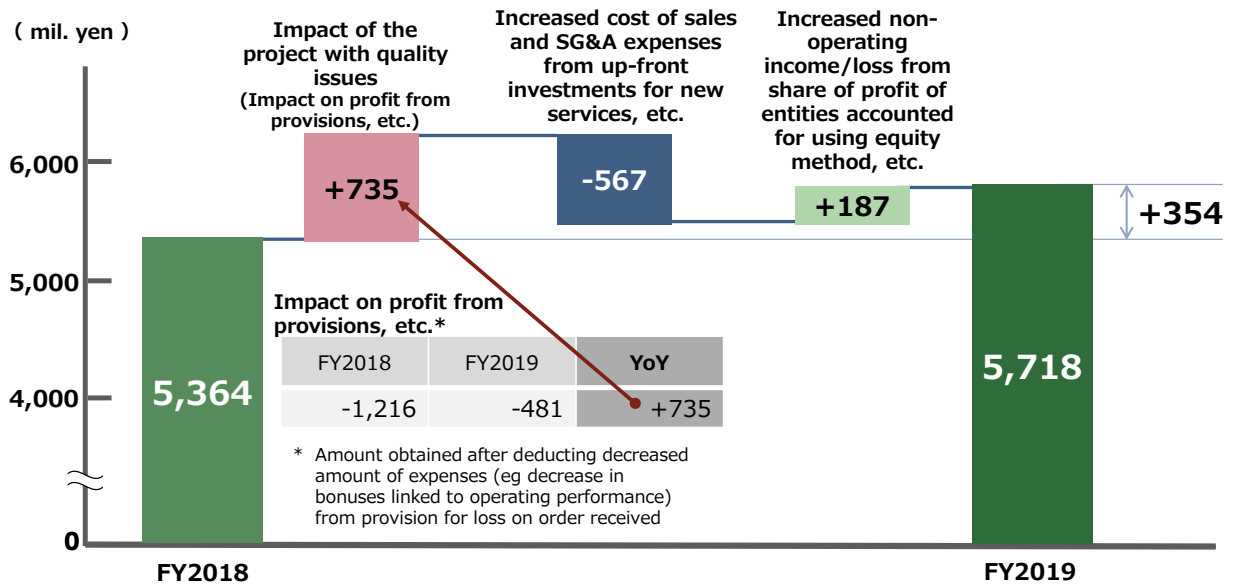 ( mil. yen )
Impact of the
project with quality
issues
(Impact on profit from
provisions, etc.)
Increased cost of sales
and SG&A expenses
from up-front
investments for new
services, etc.
Increased non-
operating
income/loss from
share of profit of
entities accounted
for using equity
method, etc.
6,000
5,000
4,000
0
+735
-567
+187
+354
5,364
5,718
Impact on profit from
provisions, etc.*
FY2018 FY2019 YoY
-1,216 -481 +735
* Amount obtained after deducting decreased
amount of expenses (eg decrease in
bonuses linked to operating performance)
from provision for loss on order received
FY2018
FY2019